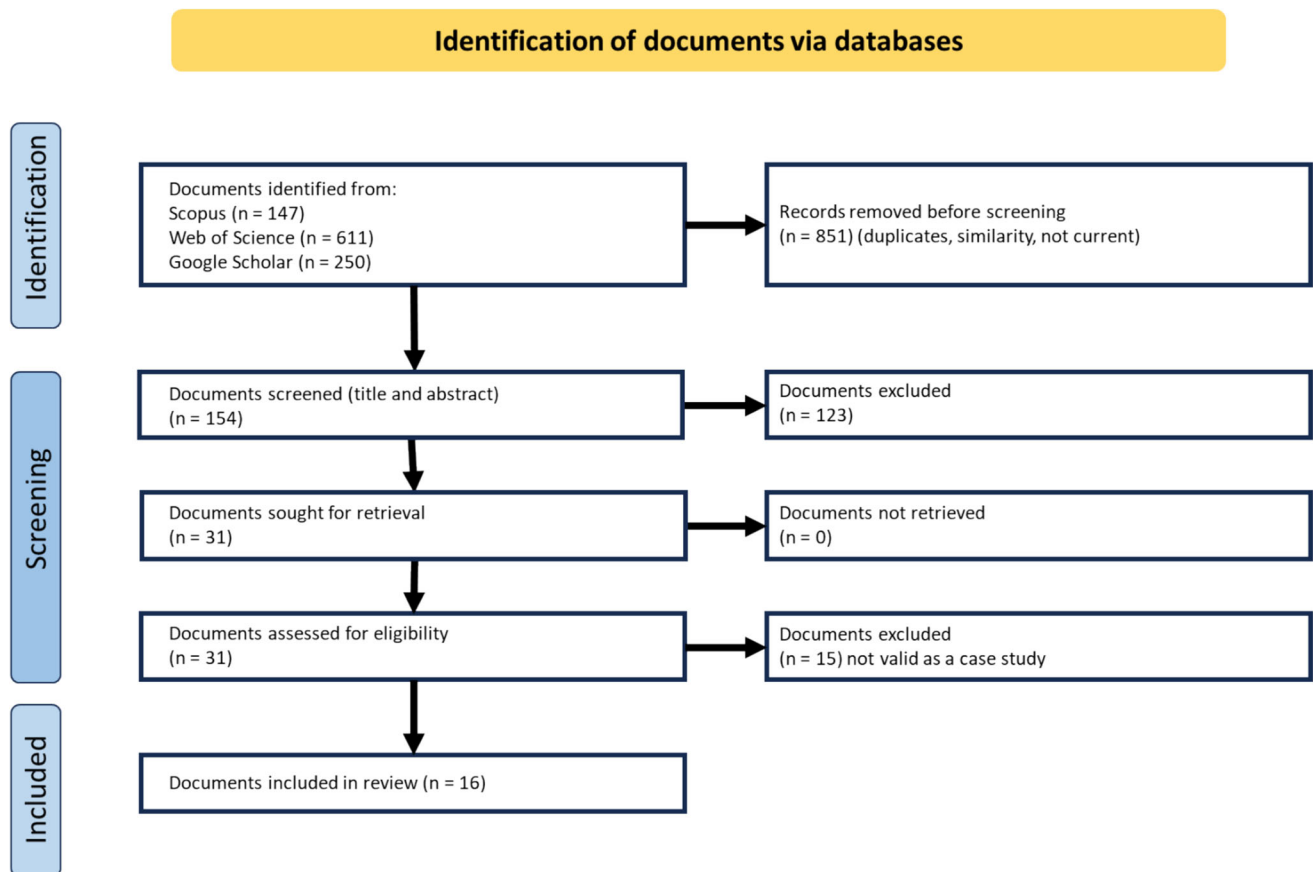 Identification of documents via databases
Identification
Documents identified from:
Scopus (n = 147)
Web of Science (n = 611)
Google Scholar (n = 250)
Records removed before screening
(n = 851) (duplicates, similarity, not current)
Screening
Documents screened (title and abstract)
(n = 154)
Documents excluded
(n = 123)
Documents sought for retrieval
(n = 31)
Documents not retrieved
(n = 0)
Documents assessed for eligibility
(n = 31)
Documents excluded
(n = 15) not valid as a case study
Included
Documents included in review (n = 16)